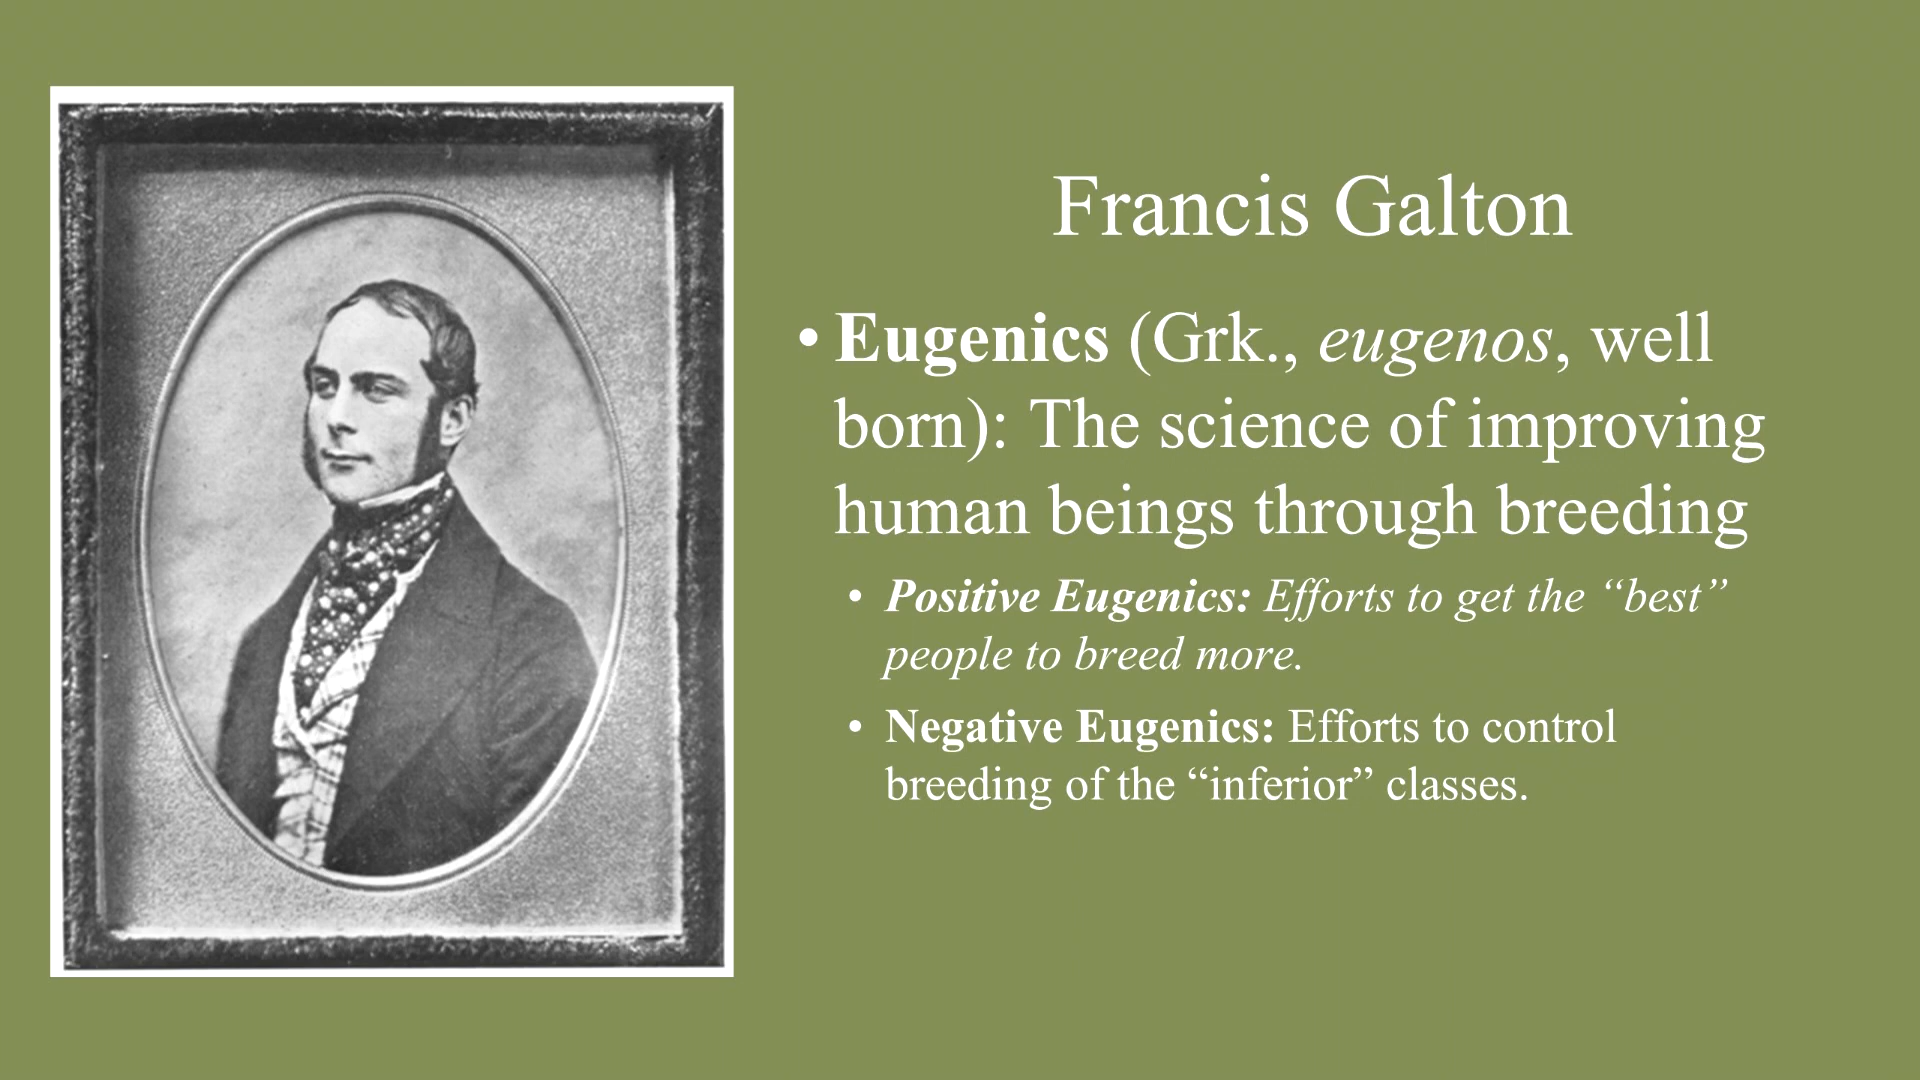 Francis Galton
• Eugenics (Grk., eugenos, well
born): The science of improving
human beings through breeding
• Positive Eugenics: Efforts to get the “best”
people to breed more.
• Negative Eugenics: Efforts to control
breeding of the “inferior” classes.